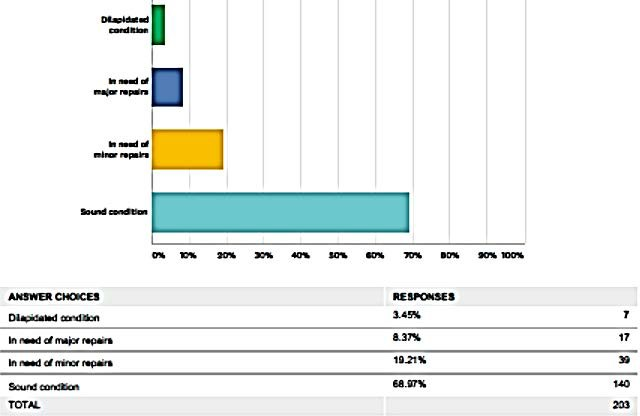 Dilapidated
condition
In need of
major repairs
In need of
minor repairs
Sound condition
0% 10% 20% 30% 40% 50% 60% 70% 80% 90% 100%
ANSWER CHOICES RESPONSES
Dilapidated condition 3.45% 7
In need of major repairs 8.37% 17
In need of minor repairs 19.21% 39
Sound condition 68.97% 140
TOTAL 203